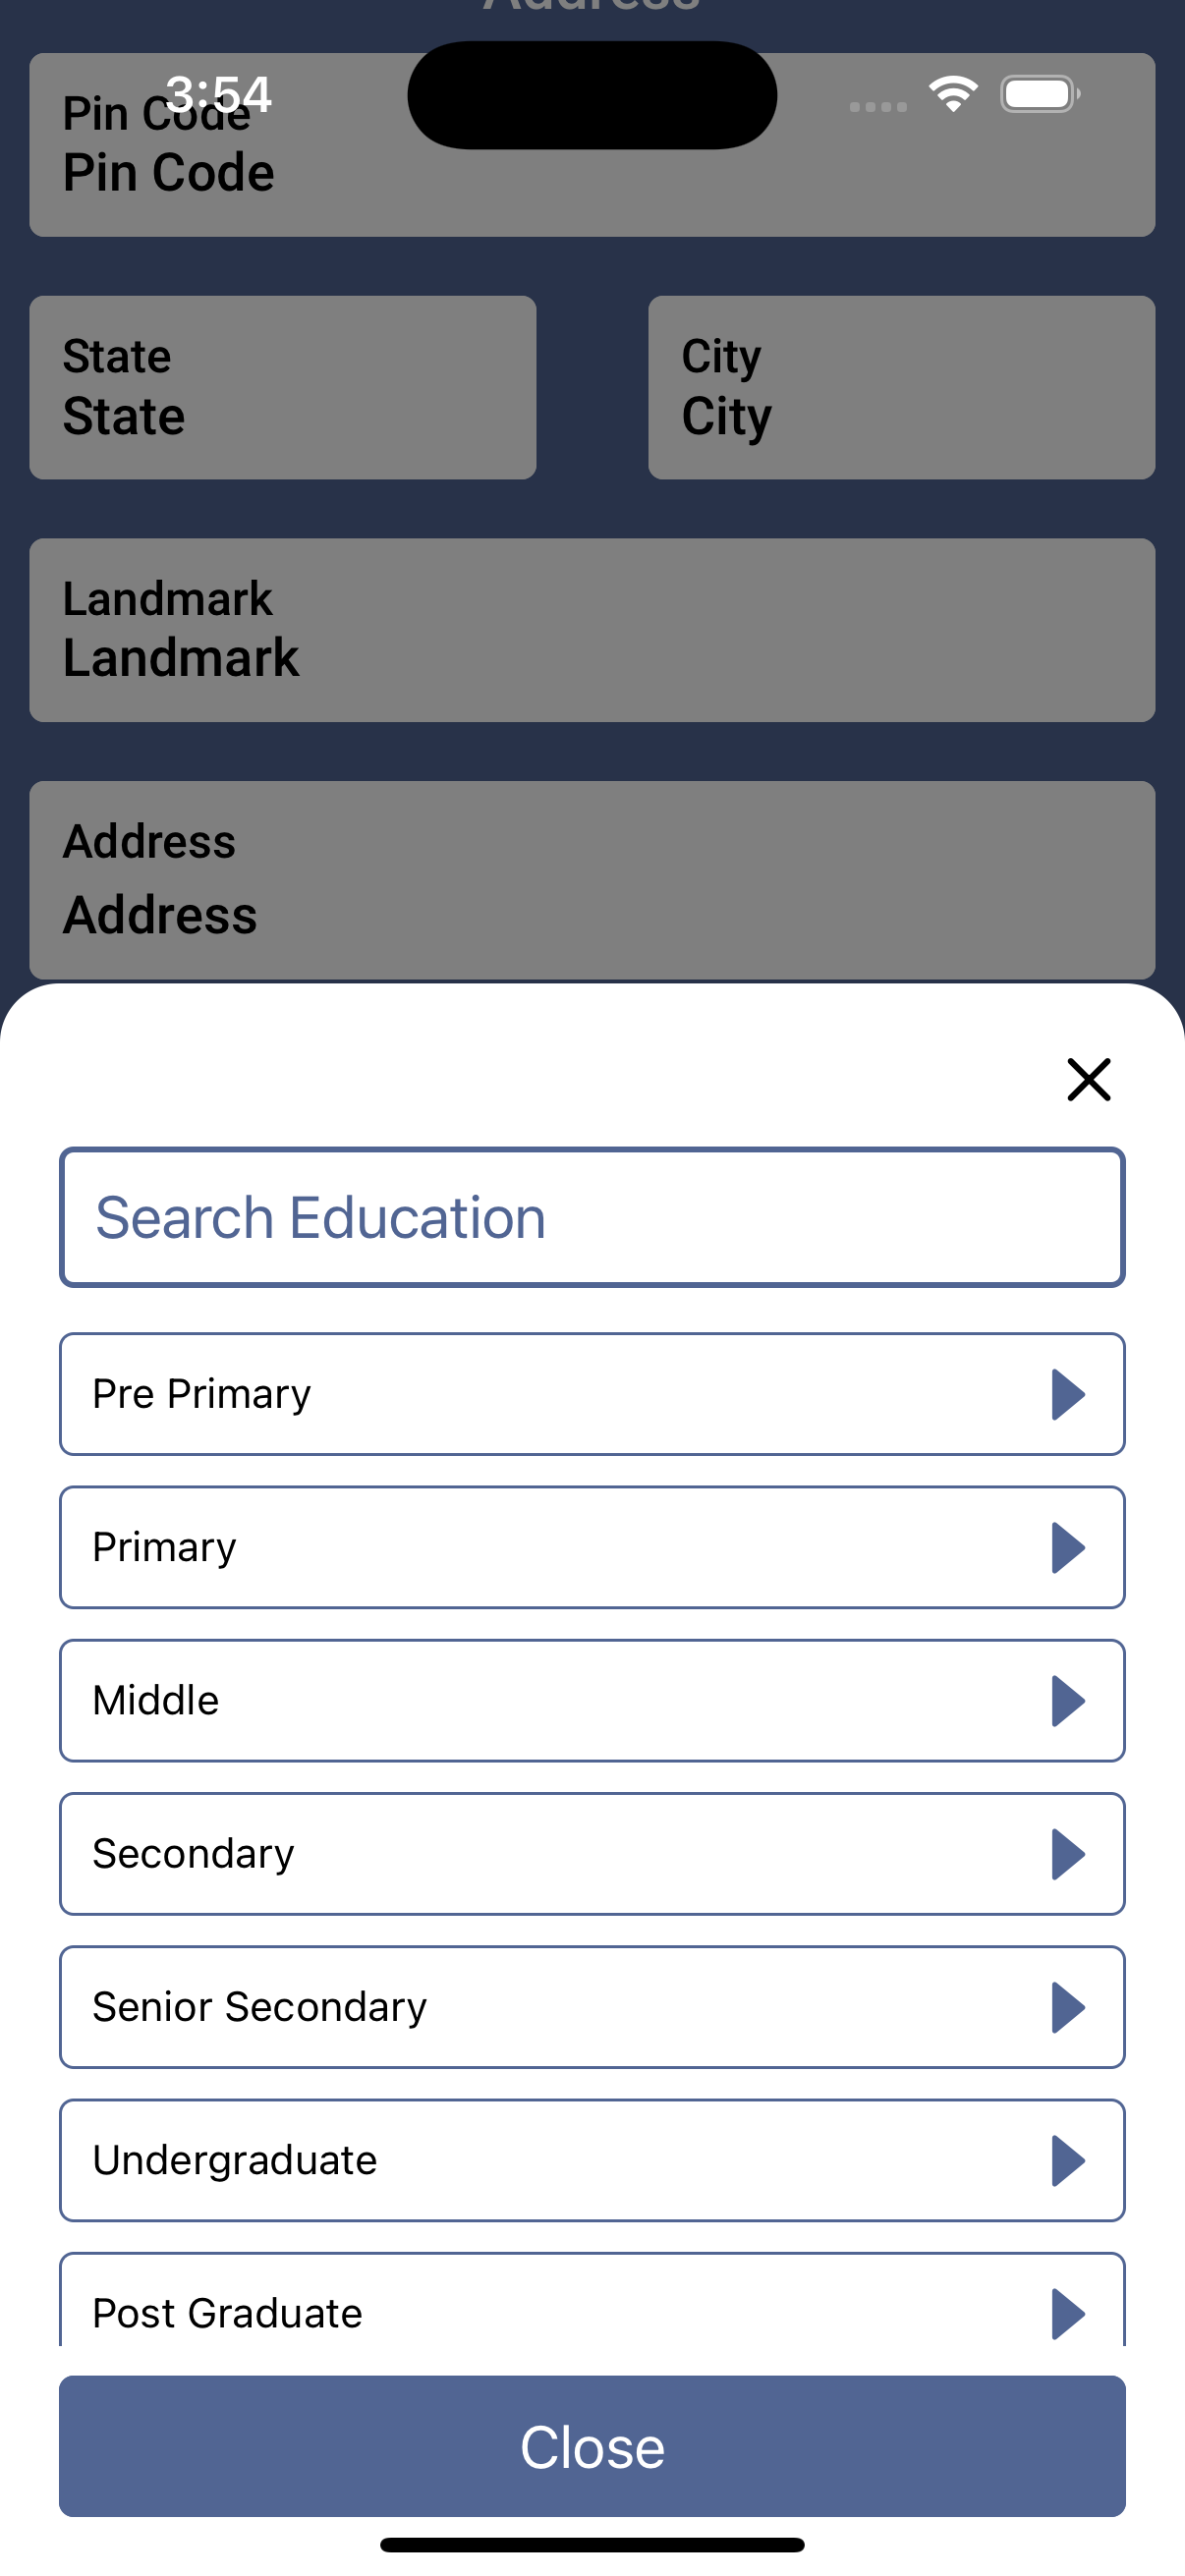 Address
3:54
Pin Code
Pin Code
State
State
City
City
Landmark
Landmark
Address
Address
Search Education
Pre Primary
Primary
Middle
Secondary
Senior Secondary
Undergraduate
Post Graduate
Close